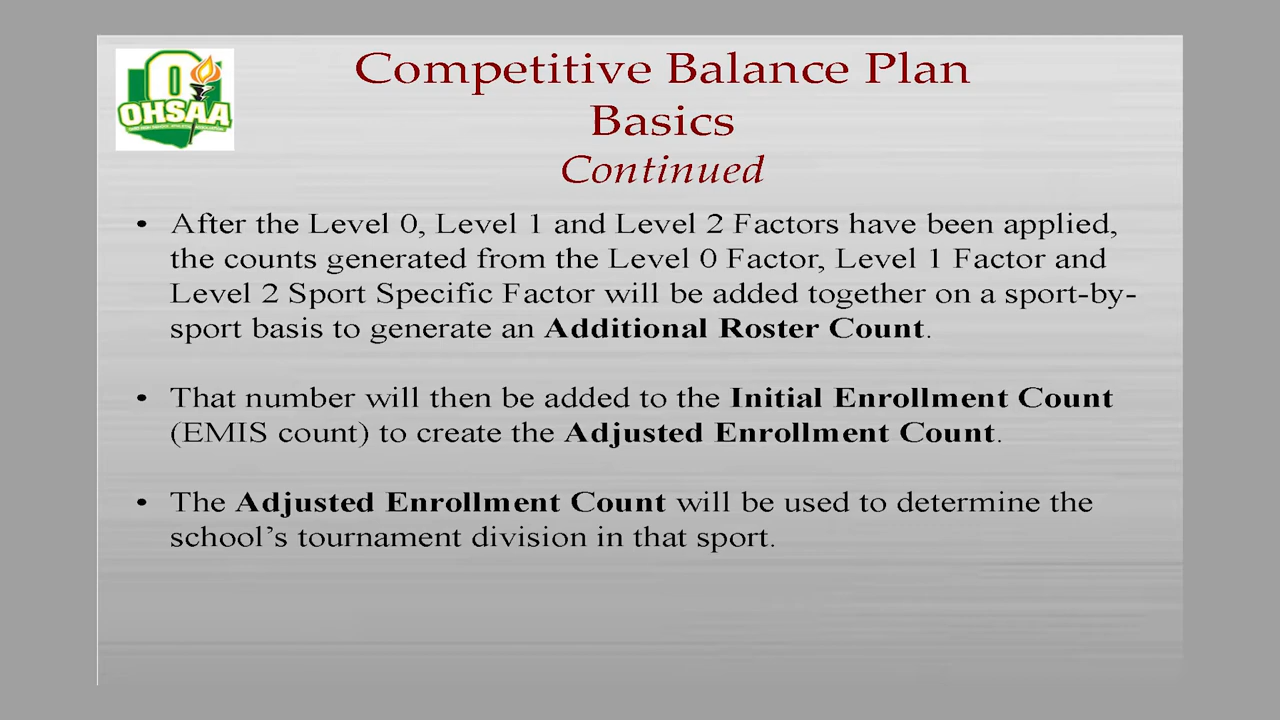 OHSAA
Competitive Balance Plan
Basics
Continued
• After the Level 0, Level 1 and Level 2 Factors have been applied,
the counts generated from the Level 0 Factor, Level 1 Factor and
Level 2 Sport Specific Factor will be added together on a sport-by-
sport basis to generate an Additional Roster Count.
• That number will then be added to the Initial Enrollment Count
(EMIS count) to create the Adjusted Enrollment Count.
• The Adjusted Enrollment Count will be used to determine the
school’s tournament division in that sport.